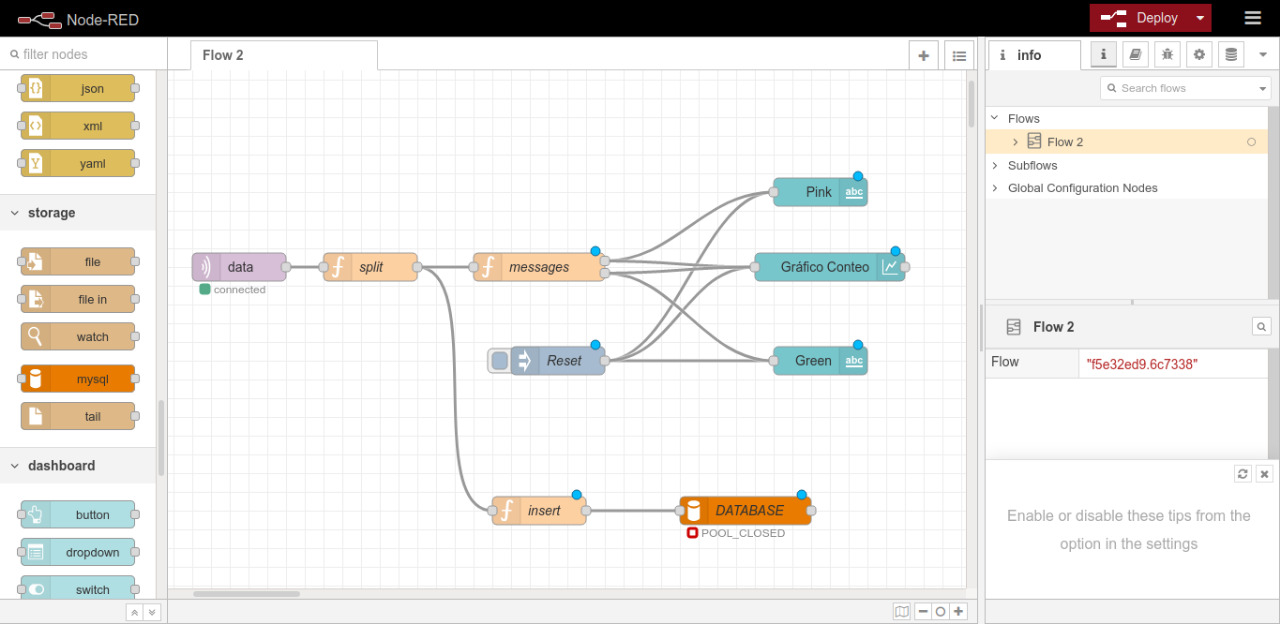 Node-RED
Deploy
filter nodes
Flow 2
info
Search flows
json
xml
yaml
storage
file
file in
watch
mysql
tail
dashboard
button
dropdown
switch
data
connected
split
messages
Reset
Pink
abc
Gráfico Conteo
Green
abc
insert
DATABASE
POOL_CLOSED
Flows
Flow 2
Subflows
Global Configuration Nodes
Flow 2
Flow "f5e32ed9.6c7338"
Enable or disable these tips from the
option in the settings